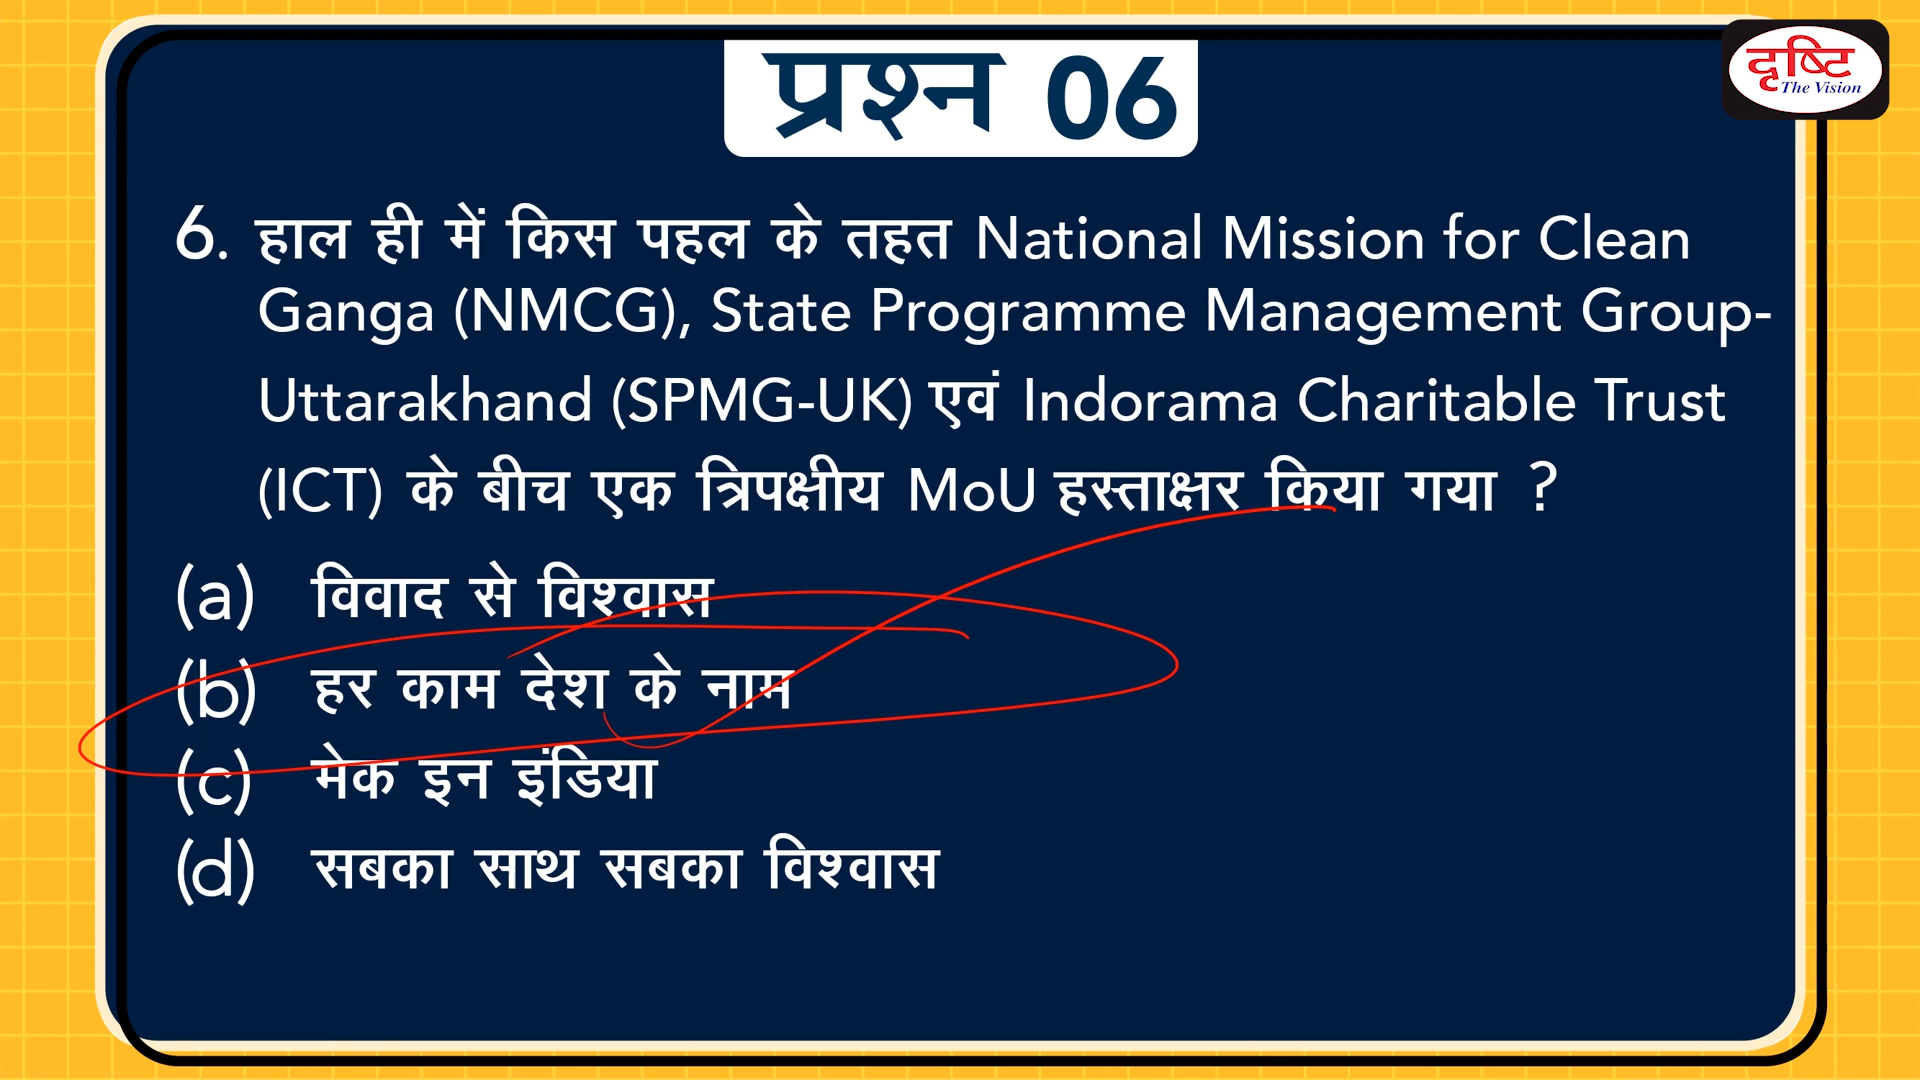 प्रश्न 06
दृष्टि
The Vision
6. हाल ही में किस पहल के तहत National Mission for Clean
Ganga (NMCG), State Programme Management Group-
Uttarakhand (SPMG-UK) एवं Indorama Charitable Trust
(ICT) के बीच एक त्रिपक्षीय MoU हस्ताक्षर किया गया ?
(a) विवाद से विश्वास
(b) हर काम देश के नाम
(c) मेक इन इंडिया
(d) सबका साथ सबका विश्वास